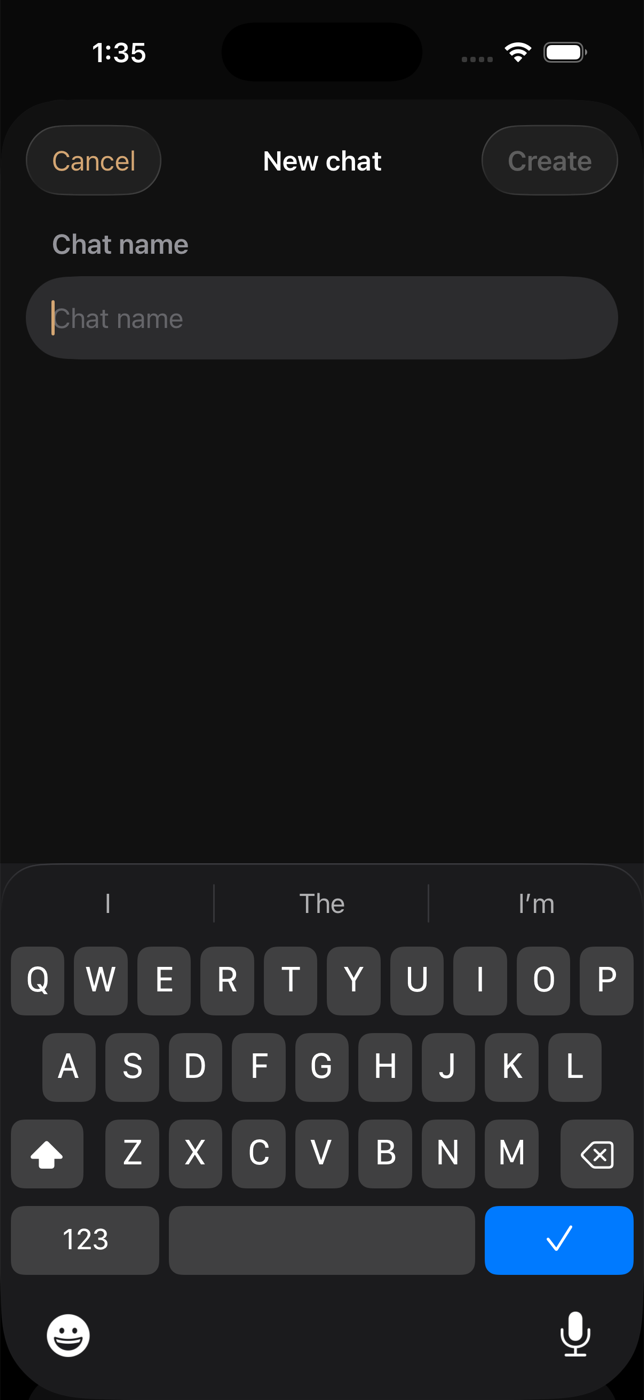 1:35
Cancel New chat Create
Chat name
Chat name
I The I’m
Q W E R T Y U I O P
A S D F G H J K L
Z X C V B N M
123